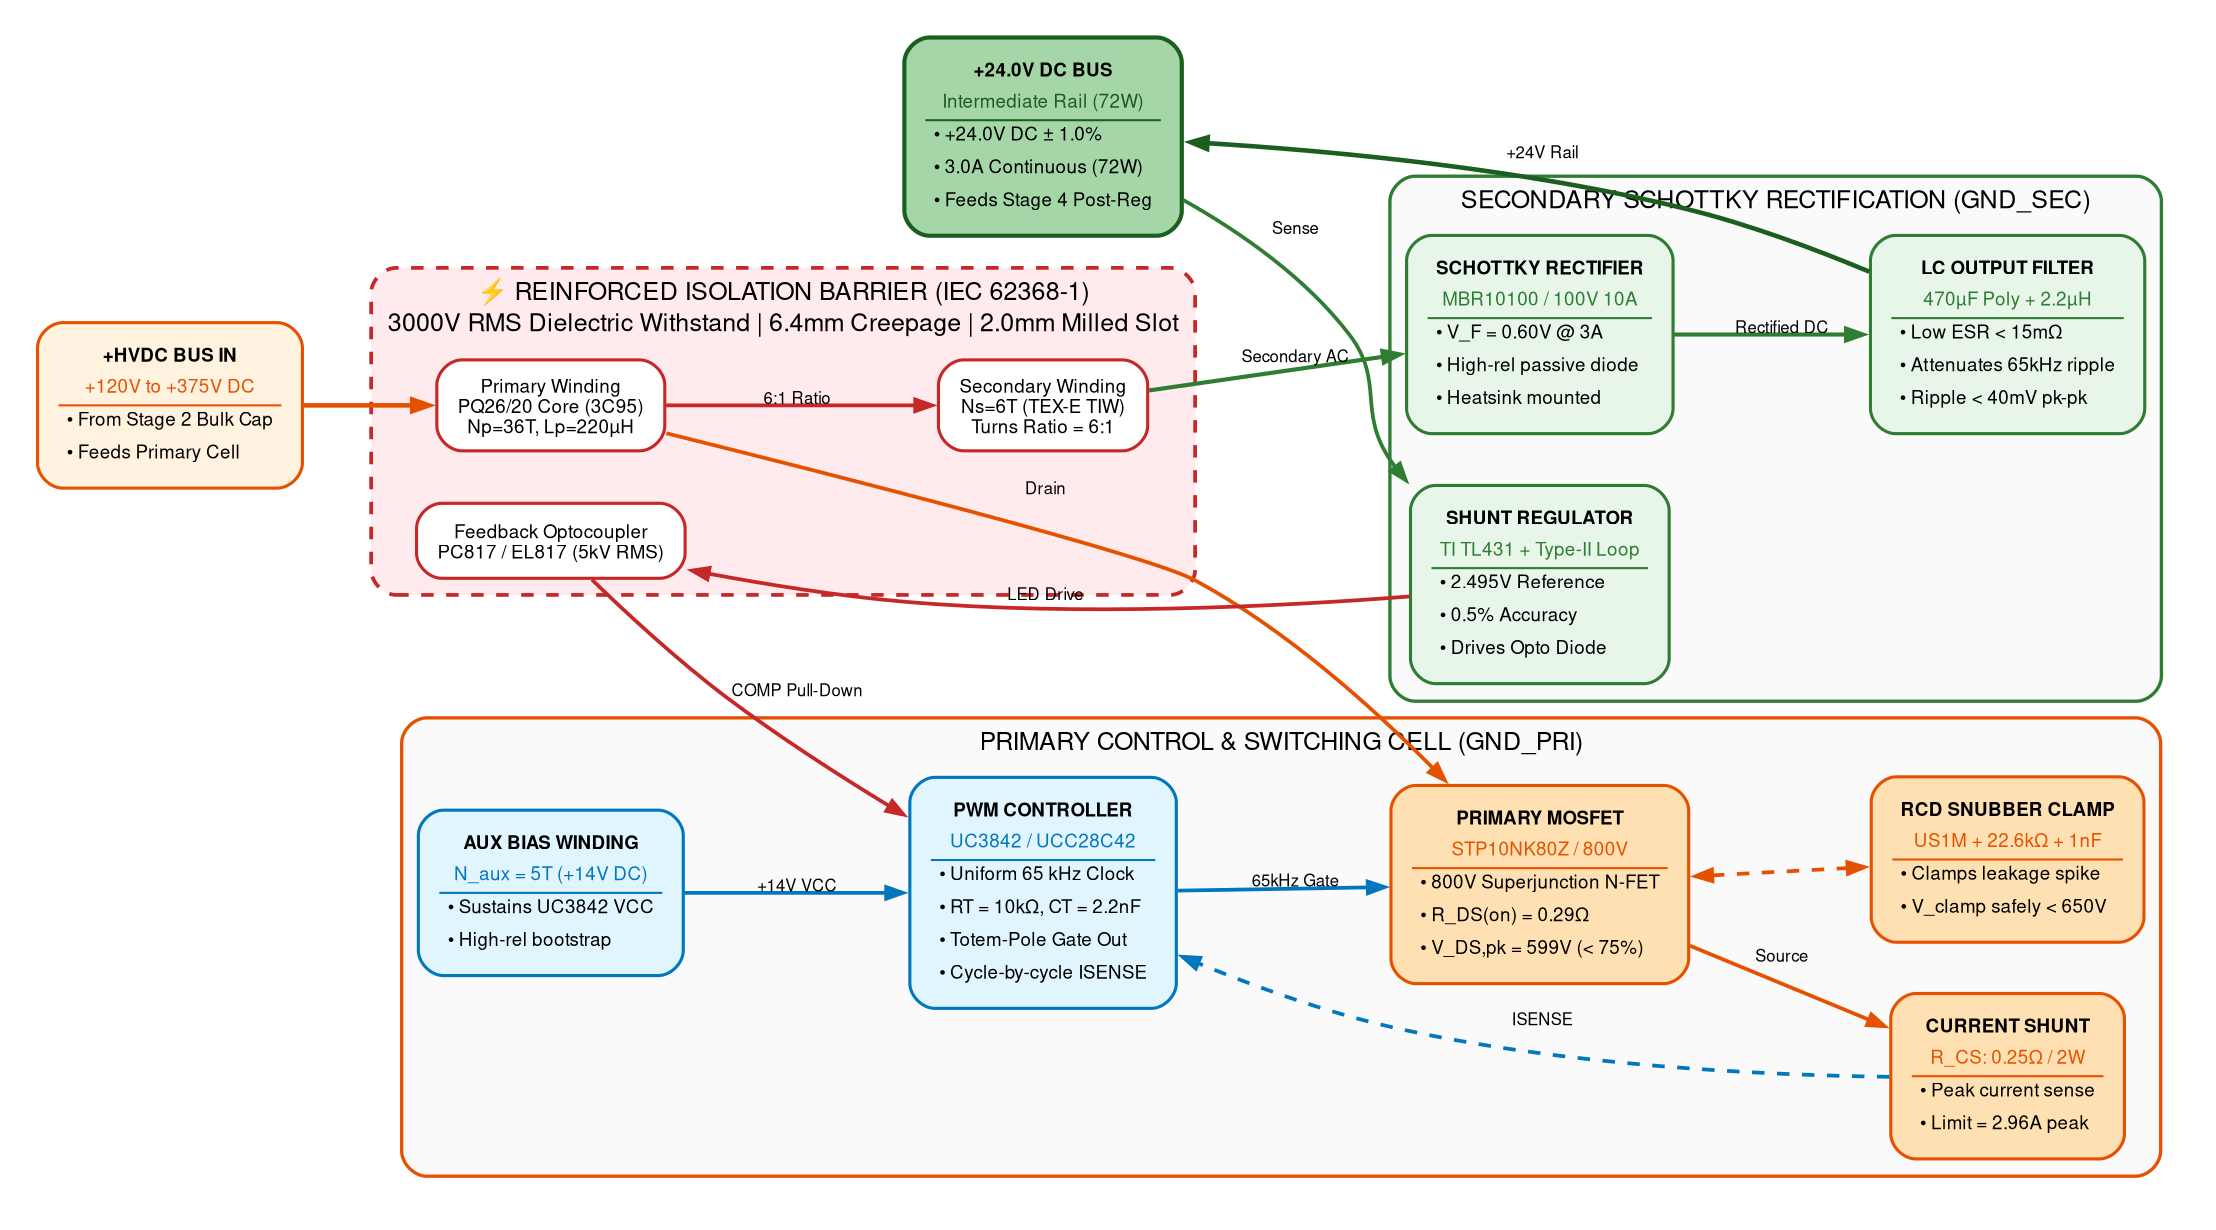 +24.0V DC BUS
Intermediate Rail (72W)
• +24.0V DC ± 1.0%
• 3.0A Continuous (72W)
• Feeds Stage 4 Post-Reg
+24V Rail
Sense
SECONDARY SCHOTTKY RECTIFICATION (GND_SEC)
SCHOTTKY RECTIFIER
MBR10100 / 100V 10A
• V_F = 0.60V @ 3A
• High-rel passive diode
• Heatsink mounted
Rectified DC
LC OUTPUT FILTER
470µF Poly + 2.2µH
• Low ESR < 15mΩ
• Attenuates 65kHz ripple
• Ripple < 40mV pk-pk
⚡ REINFORCED ISOLATION BARRIER (IEC 62368-1)
3000V RMS Dielectric Withstand | 6.4mm Creepage | 2.0mm Milled Slot
+HVDC BUS IN
+120V to +375V DC
• From Stage 2 Bulk Cap
• Feeds Primary Cell
Primary Winding
PQ26/20 Core (3C95)
Np=36T, Lp=220µH
6:1 Ratio
Secondary Winding
Ns=6T (TEX-E TIW)
Turns Ratio = 6:1
Secondary AC
Drain
Feedback Optocoupler
PC817 / EL817 (5kV RMS)
LED Drive
SHUNT REGULATOR
TI TL431 + Type-II Loop
• 2.495V Reference
• 0.5% Accuracy
• Drives Opto Diode
COMP Pull-Down
PRIMARY CONTROL & SWITCHING CELL (GND_PRI)
AUX BIAS WINDING
N_aux = 5T (+14V DC)
• Sustains UC3842 VCC
• High-rel bootstrap
+14V VCC
PWM CONTROLLER
UC3842 / UCC28C42
• Uniform 65 kHz Clock
• RT = 10kΩ, CT = 2.2nF
• Totem-Pole Gate Out
• Cycle-by-cycle ISENSE
65kHz Gate
PRIMARY MOSFET
STP10NK80Z / 800V
• 800V Superjunction N-FET
• R_DS(on) = 0.29Ω
• V_DS,pk = 599V (< 75%)
RCD SNUBBER CLAMP
US1M + 22.6kΩ + 1nF
• Clamps leakage spike
• V_clamp safely < 650V
Source
ISENSE
CURRENT SHUNT
R_CS: 0.25Ω / 2W
• Peak current sense
• Limit = 2.96A peak